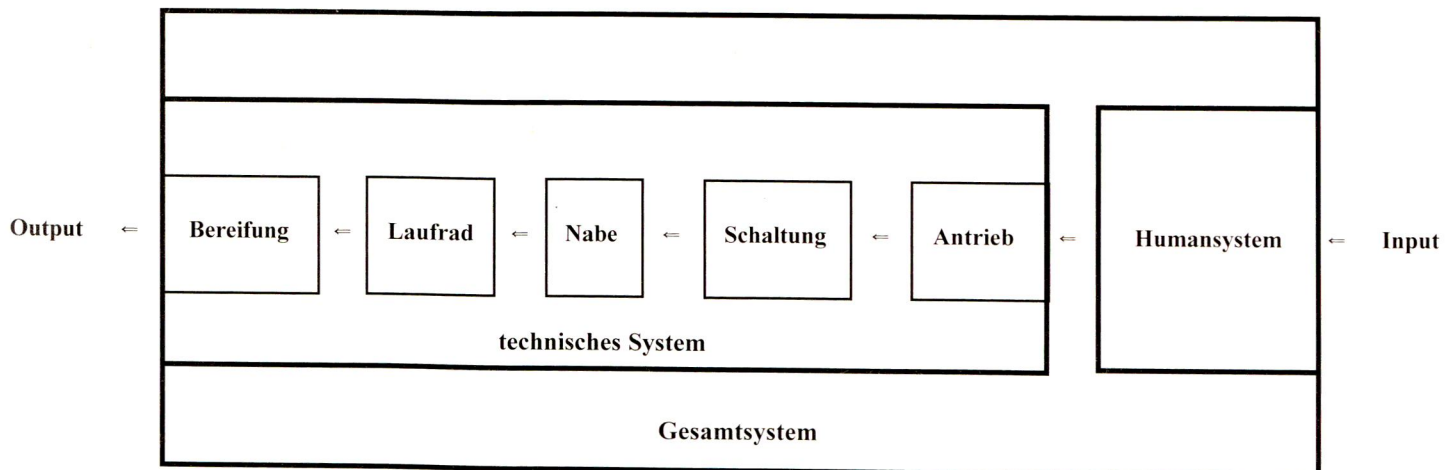 Output ⇐ Bereifung ⇐ Laufrad ⇐ Nabe ⇐ Schaltung ⇐ Antrieb ⇐ Humansystem ⇐ Input
technisches System
Gesamtsystem